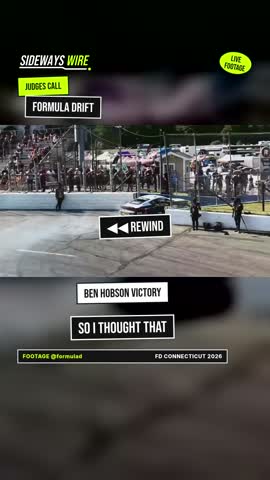 SIDEWAYS WIRE.
LIVE
FOOTAGE
JUDGES CALL
FORMULA DRIFT
REWIND
BEN HOBSON VICTORY
SO I THOUGHT THAT
FOOTAGE @formulad
FD CONNECTICUT 2026